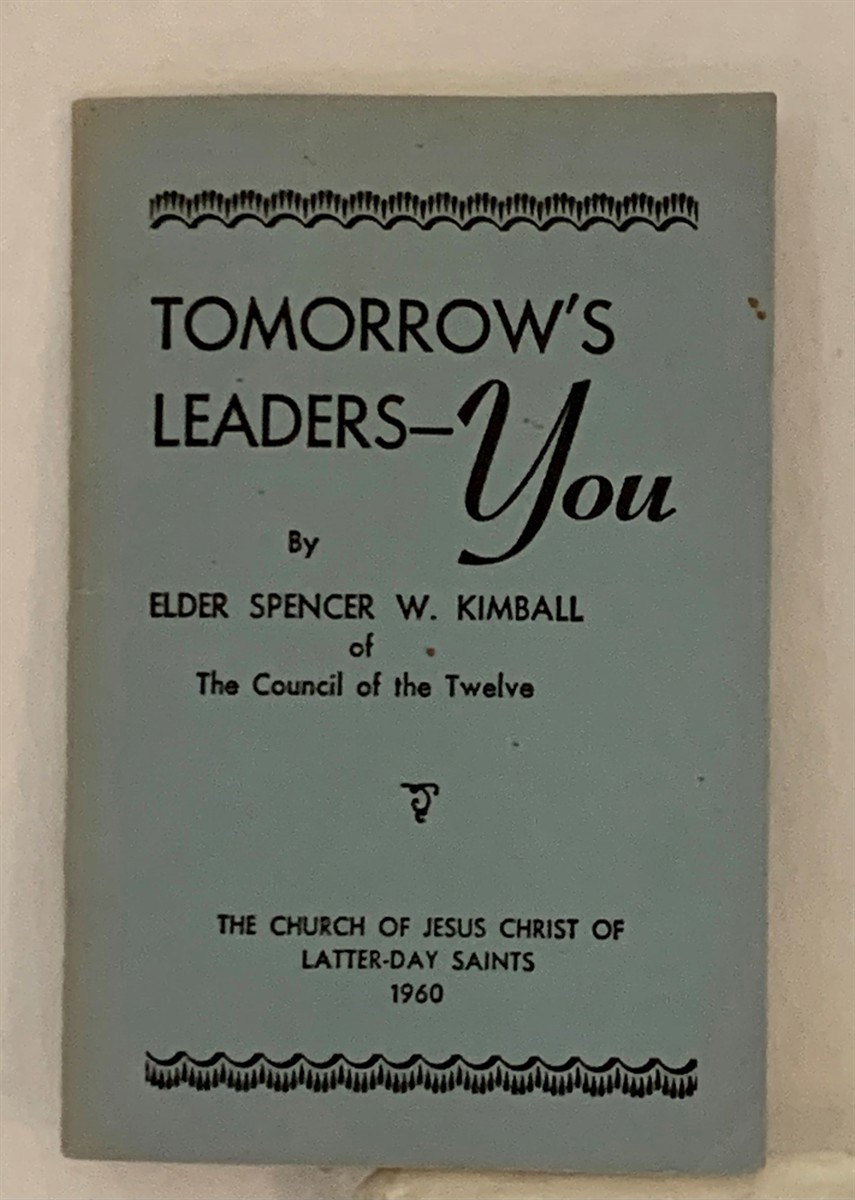 TOMORROW'S
LEADERS—You
By
ELDER SPENCER W. KIMBALL
of
The Council of the Twelve
THE CHURCH OF JESUS CHRIST OF
LATTER-DAY SAINTS
1960